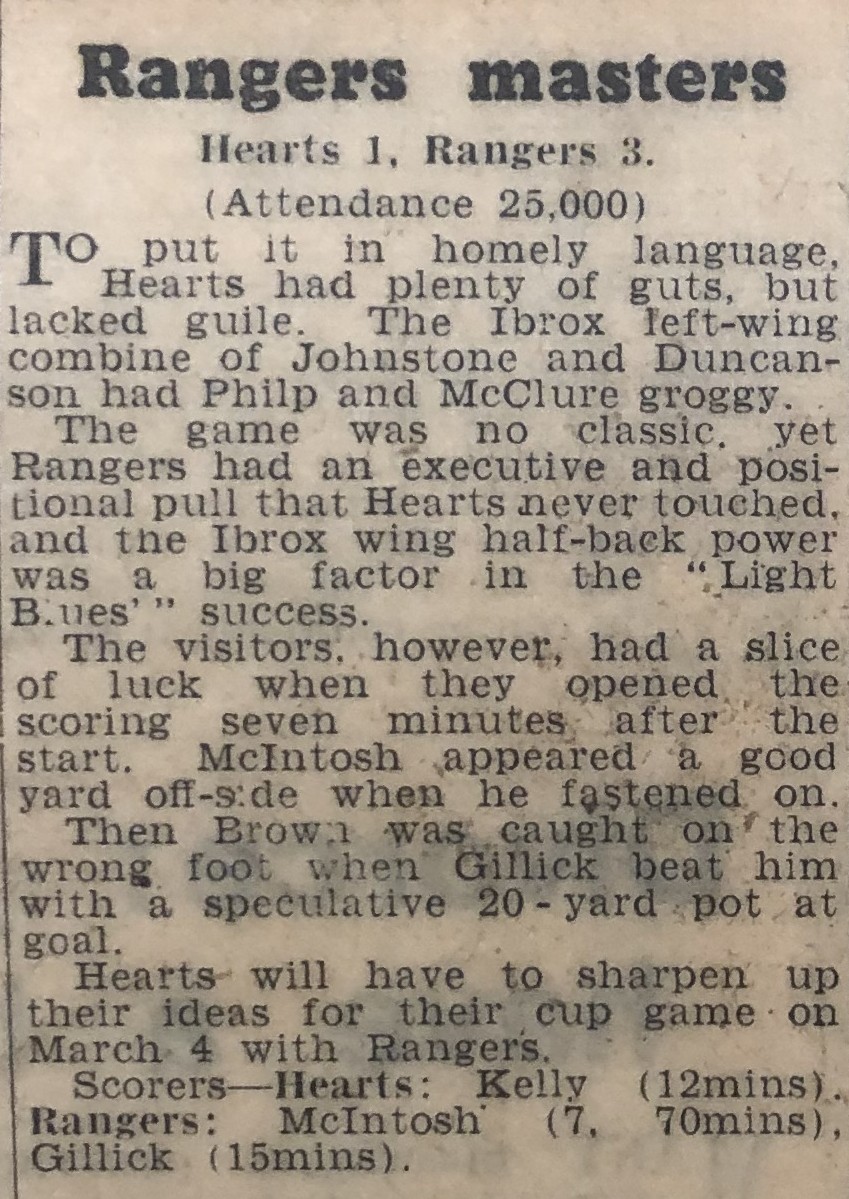 Rangers masters
Hearts 1, Rangers 3.
(Attendance 25,000)
TO put it in homely language,
Hearts had plenty of guts, but
lacked guile. The Ibrox left-wing
combine of Johnstone and Duncan-
son had Philp and McClure groggy.
The game was no classic, yet
Rangers had an executive and posi-
tional pull that Hearts never touched,
and the Ibrox wing half-back power
was a big factor in the “Light
Blues’” success.
The visitors, however, had a slice
of luck when they opened the
scoring seven minutes after the
start. McIntosh appeared a good
yard off-side when he fastened on.
Then Brown was caught on the
wrong foot when Gillick beat him
with a speculative 20-yard pot at
goal.
Hearts will have to sharpen up
their ideas for their cup game on
March 4 with Rangers.
Scorers—Hearts: Kelly (12mins).
Rangers: McIntosh (7, 70mins),
Gillick (15mins).